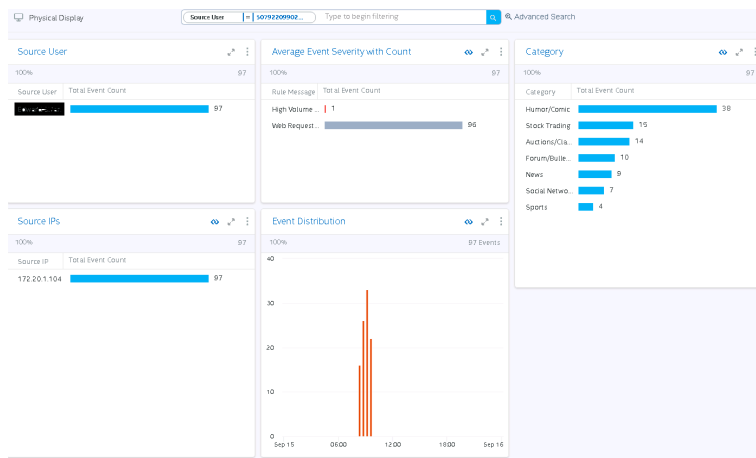 Physical Display
Source User = 50792209902... Type to begin filtering Advanced Search
Source User
100% 97
Source User Total Event Count
97
Average Event Severity with Count
100% 97
Rule Message Total Event Count
High Volume ... 1
Web Request ... 96
Category
100% 97
Category Total Event Count
Humor/Comic 38
Stock Trading 15
Auctions/Cla... 14
Forum/Bulle... 10
News 9
Social Netwo... 7
Sports 4
Source IPs
100% 97
Source IP Total Event Count
172.20.1.104 97
Event Distribution
100% 97 Events
40
30
20
10
0
Sep 15 06:00 12:00 18:00 Sep 16